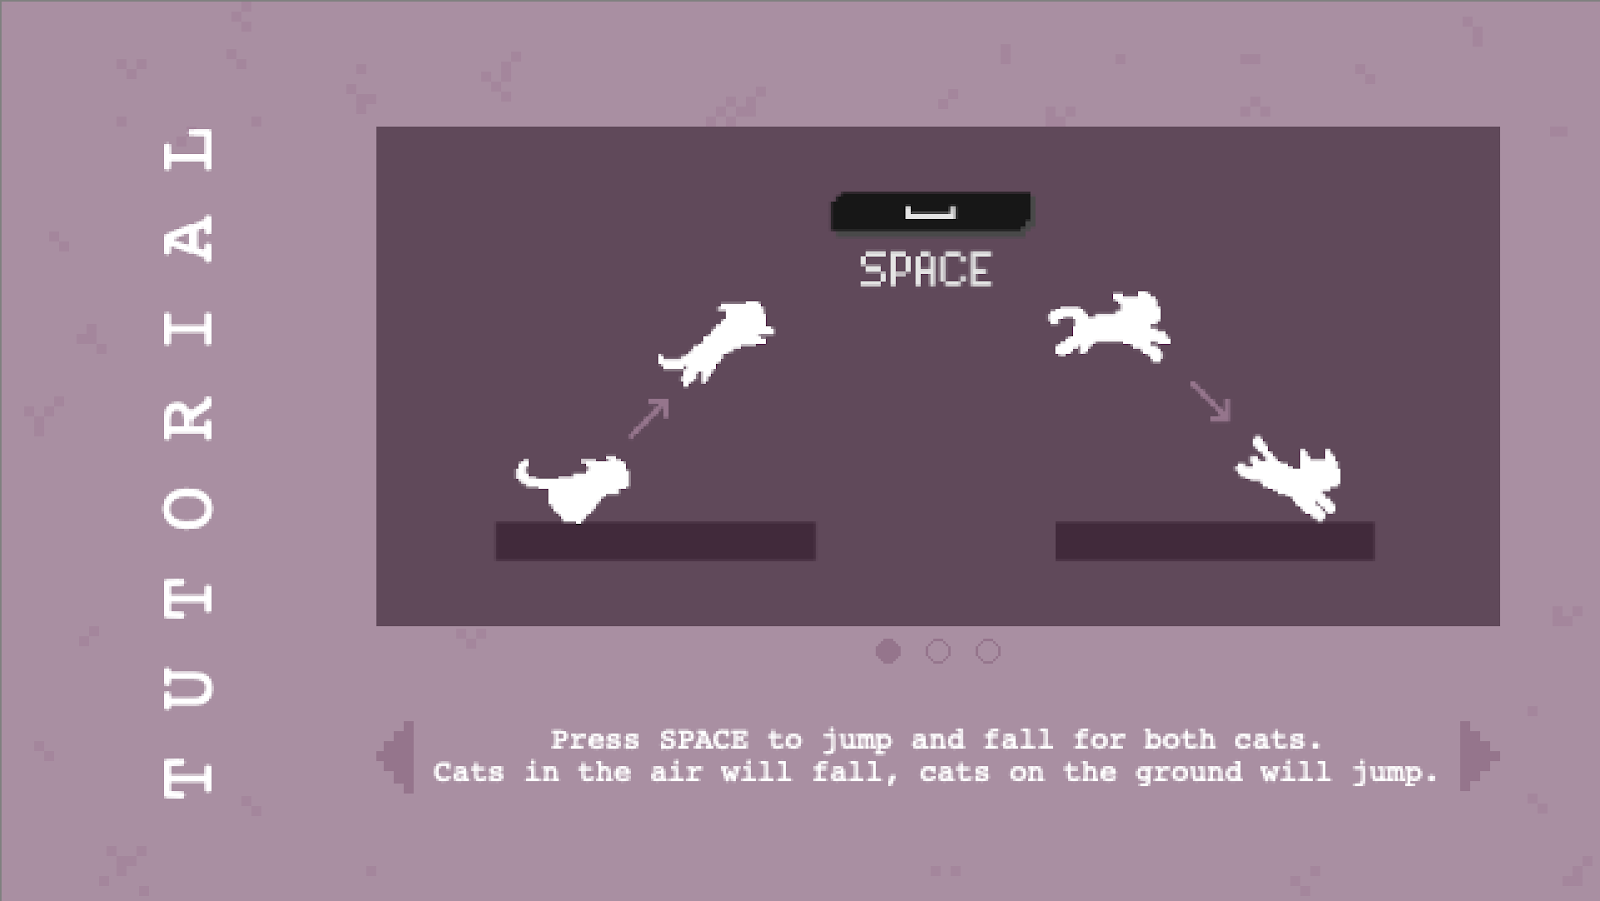 TUTORIAL
SPACE
Press SPACE to jump and fall for both cats.
Cats in the air will fall, cats on the ground will jump.